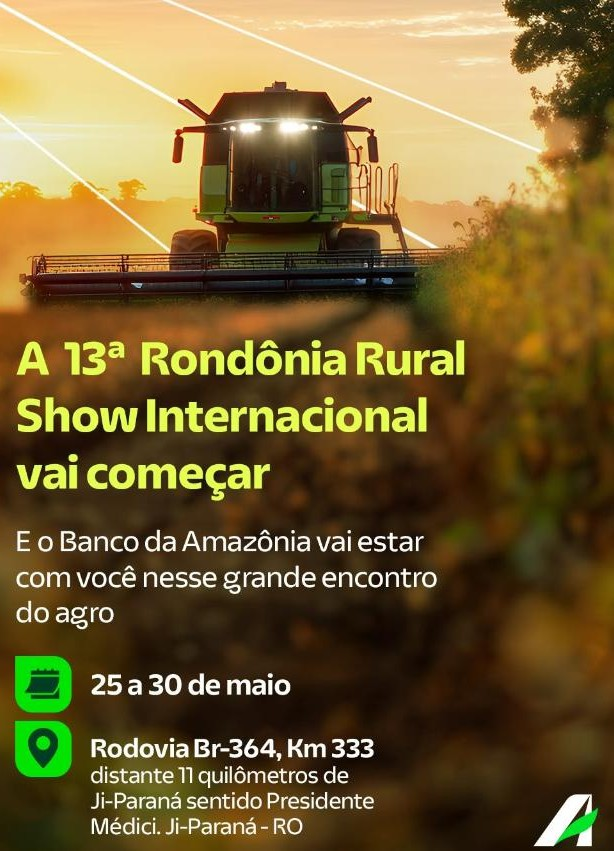 A 13ª Rondônia Rural
Show Internacional
vai começar
E o Banco da Amazônia vai estar
com você nesse grande encontro
do agro
25 a 30 de maio
Rodovia Br-364, Km 333
distante 11 quilômetros de
Ji-Paraná sentido Presidente
Médici. Ji-Paraná - RO